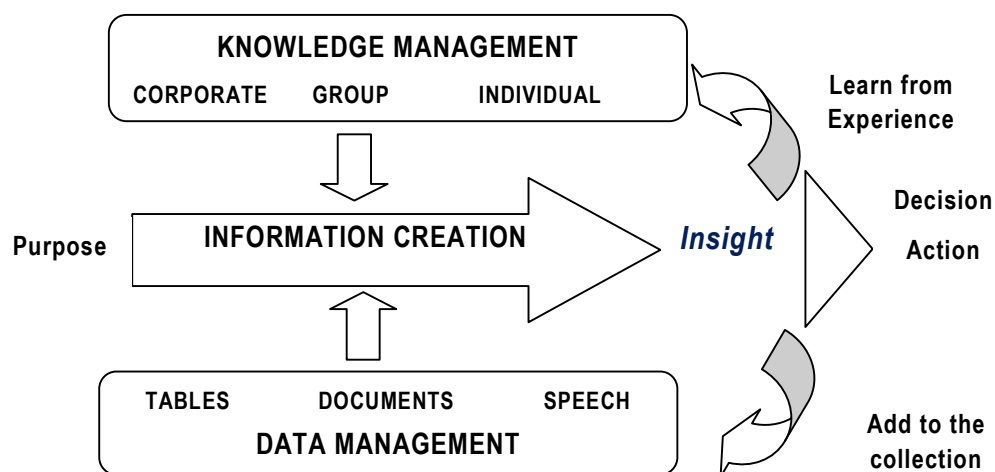 KNOWLEDGE MANAGEMENT
CORPORATE GROUP INDIVIDUAL
Learn from
Experience
Purpose
INFORMATION CREATION
Insight
Decision
Action
TABLES DOCUMENTS SPEECH
DATA MANAGEMENT
Add to the
collection